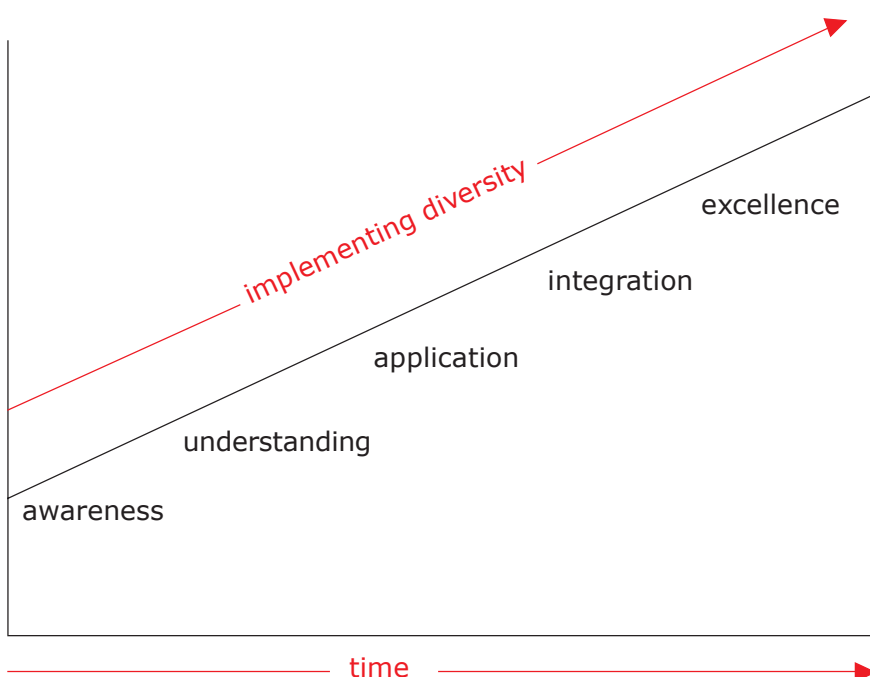 implementing diversity
excellence
integration
application
understanding
awareness
time